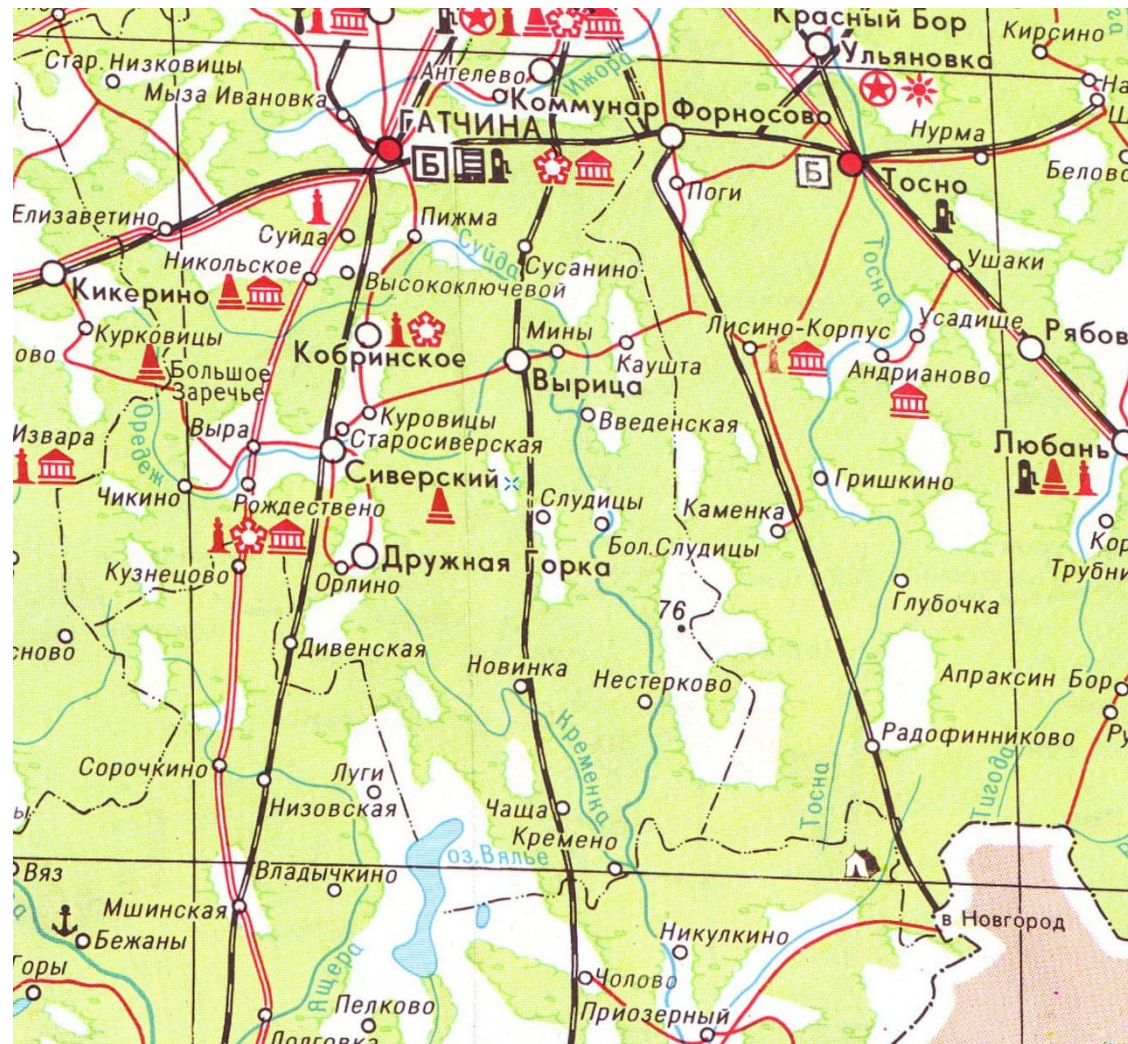 Красный Бор
Кирсино
Ульяновка
Стар. Низковицы
Антелево
Ижора
Мыза Ивановка
Коммунар
Форносово
ГАТЧИНА
Нурма
Б
Б
Тосно
Поги
Елизаветино
Суйда
Пижма
Суйда
Тосна
Ушаки
Никольское
Сусанино
Высокоключевой
Кикерино
Курковицы
Мины
Лисино-Корпус
Усадище
Кобринское
Каушта
Большое
Заречье
Вырица
Андрианово
Оредеж
Куровицы
Введенская
Извара
Выра
Старосиверская
Любань
Сиверский
Гришкино
Чикино
Рождествено
Слудицы
Каменка
Бол. Слудицы
Кузнецово
Орлино
Дружная Горка
Глубочка
76
Дивенская
Новинка
Нестерково
Апраксин Бор
Кременка
Радофинниково
Сорочкино
Луги
Тосна
Тигода
Низовская
Чаща
Кремено
оз. Вялье
Вяз
Владычкино
Мшинская
в Новгород
Бежаны
Никулкино
Ящера
Чолово
Горы
Пелково
Приозерный